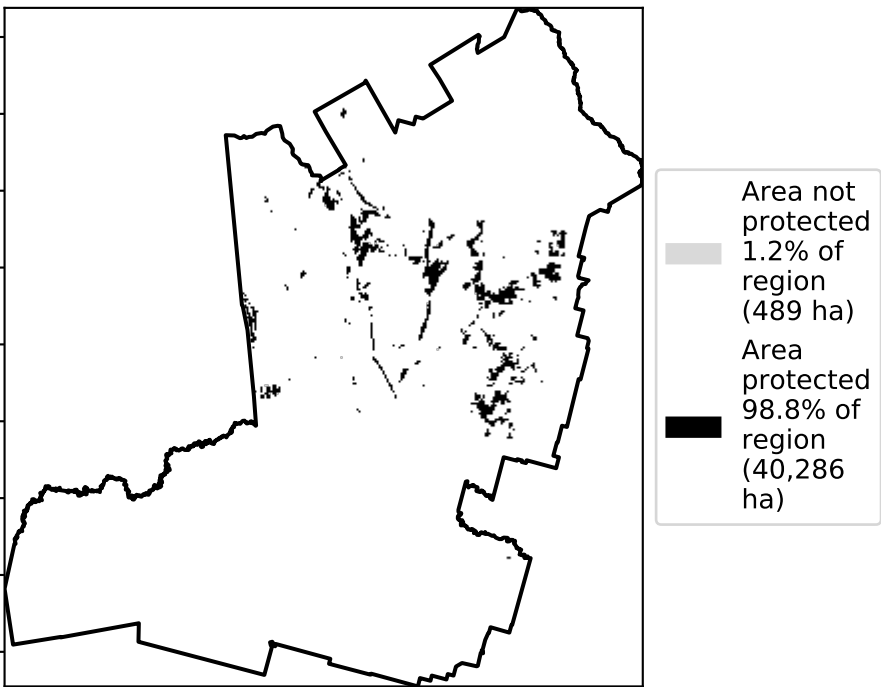 Area not
protected
1.2% of
region
(489 ha)
Area
protected
98.8% of
region
(40,286
ha)